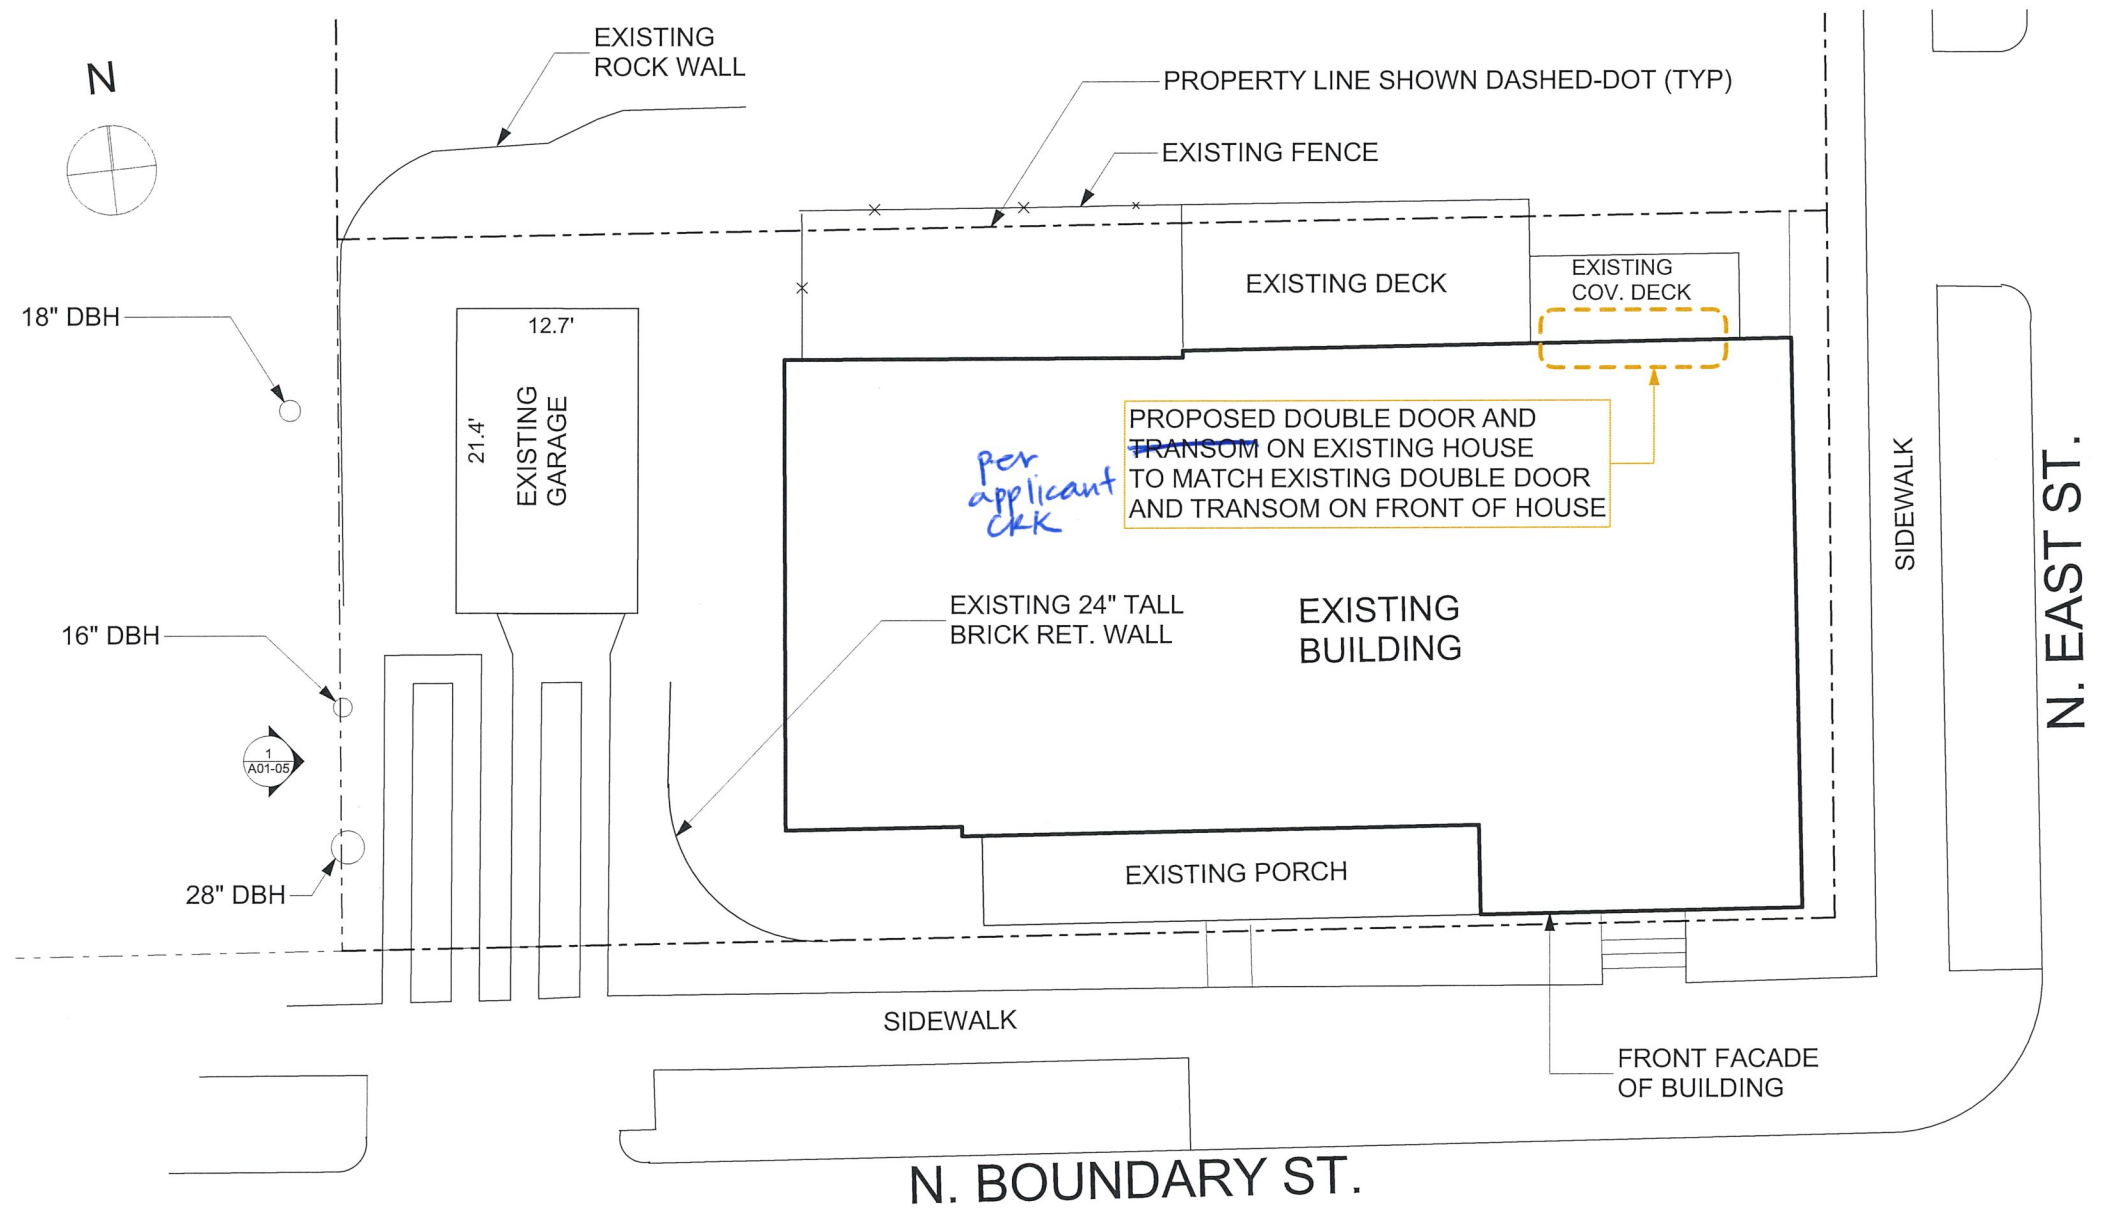 N
EXISTING
ROCK WALL
PROPERTY LINE SHOWN DASHED-DOT (TYP)
EXISTING FENCE
EXISTING DECK
EXISTING
COV. DECK
18" DBH
12.7'
21.4'
EXISTING
GARAGE
PROPOSED DOUBLE DOOR AND
TRANSOM ON EXISTING HOUSE
TO MATCH EXISTING DOUBLE DOOR
AND TRANSOM ON FRONT OF HOUSE
per
applicant
CRK
SIDEWALK
N. EAST ST.
16" DBH
EXISTING 24" TALL
BRICK RET. WALL
EXISTING
BUILDING
1
A01-05
28" DBH
EXISTING PORCH
SIDEWALK
FRONT FACADE
OF BUILDING
N. BOUNDARY ST.